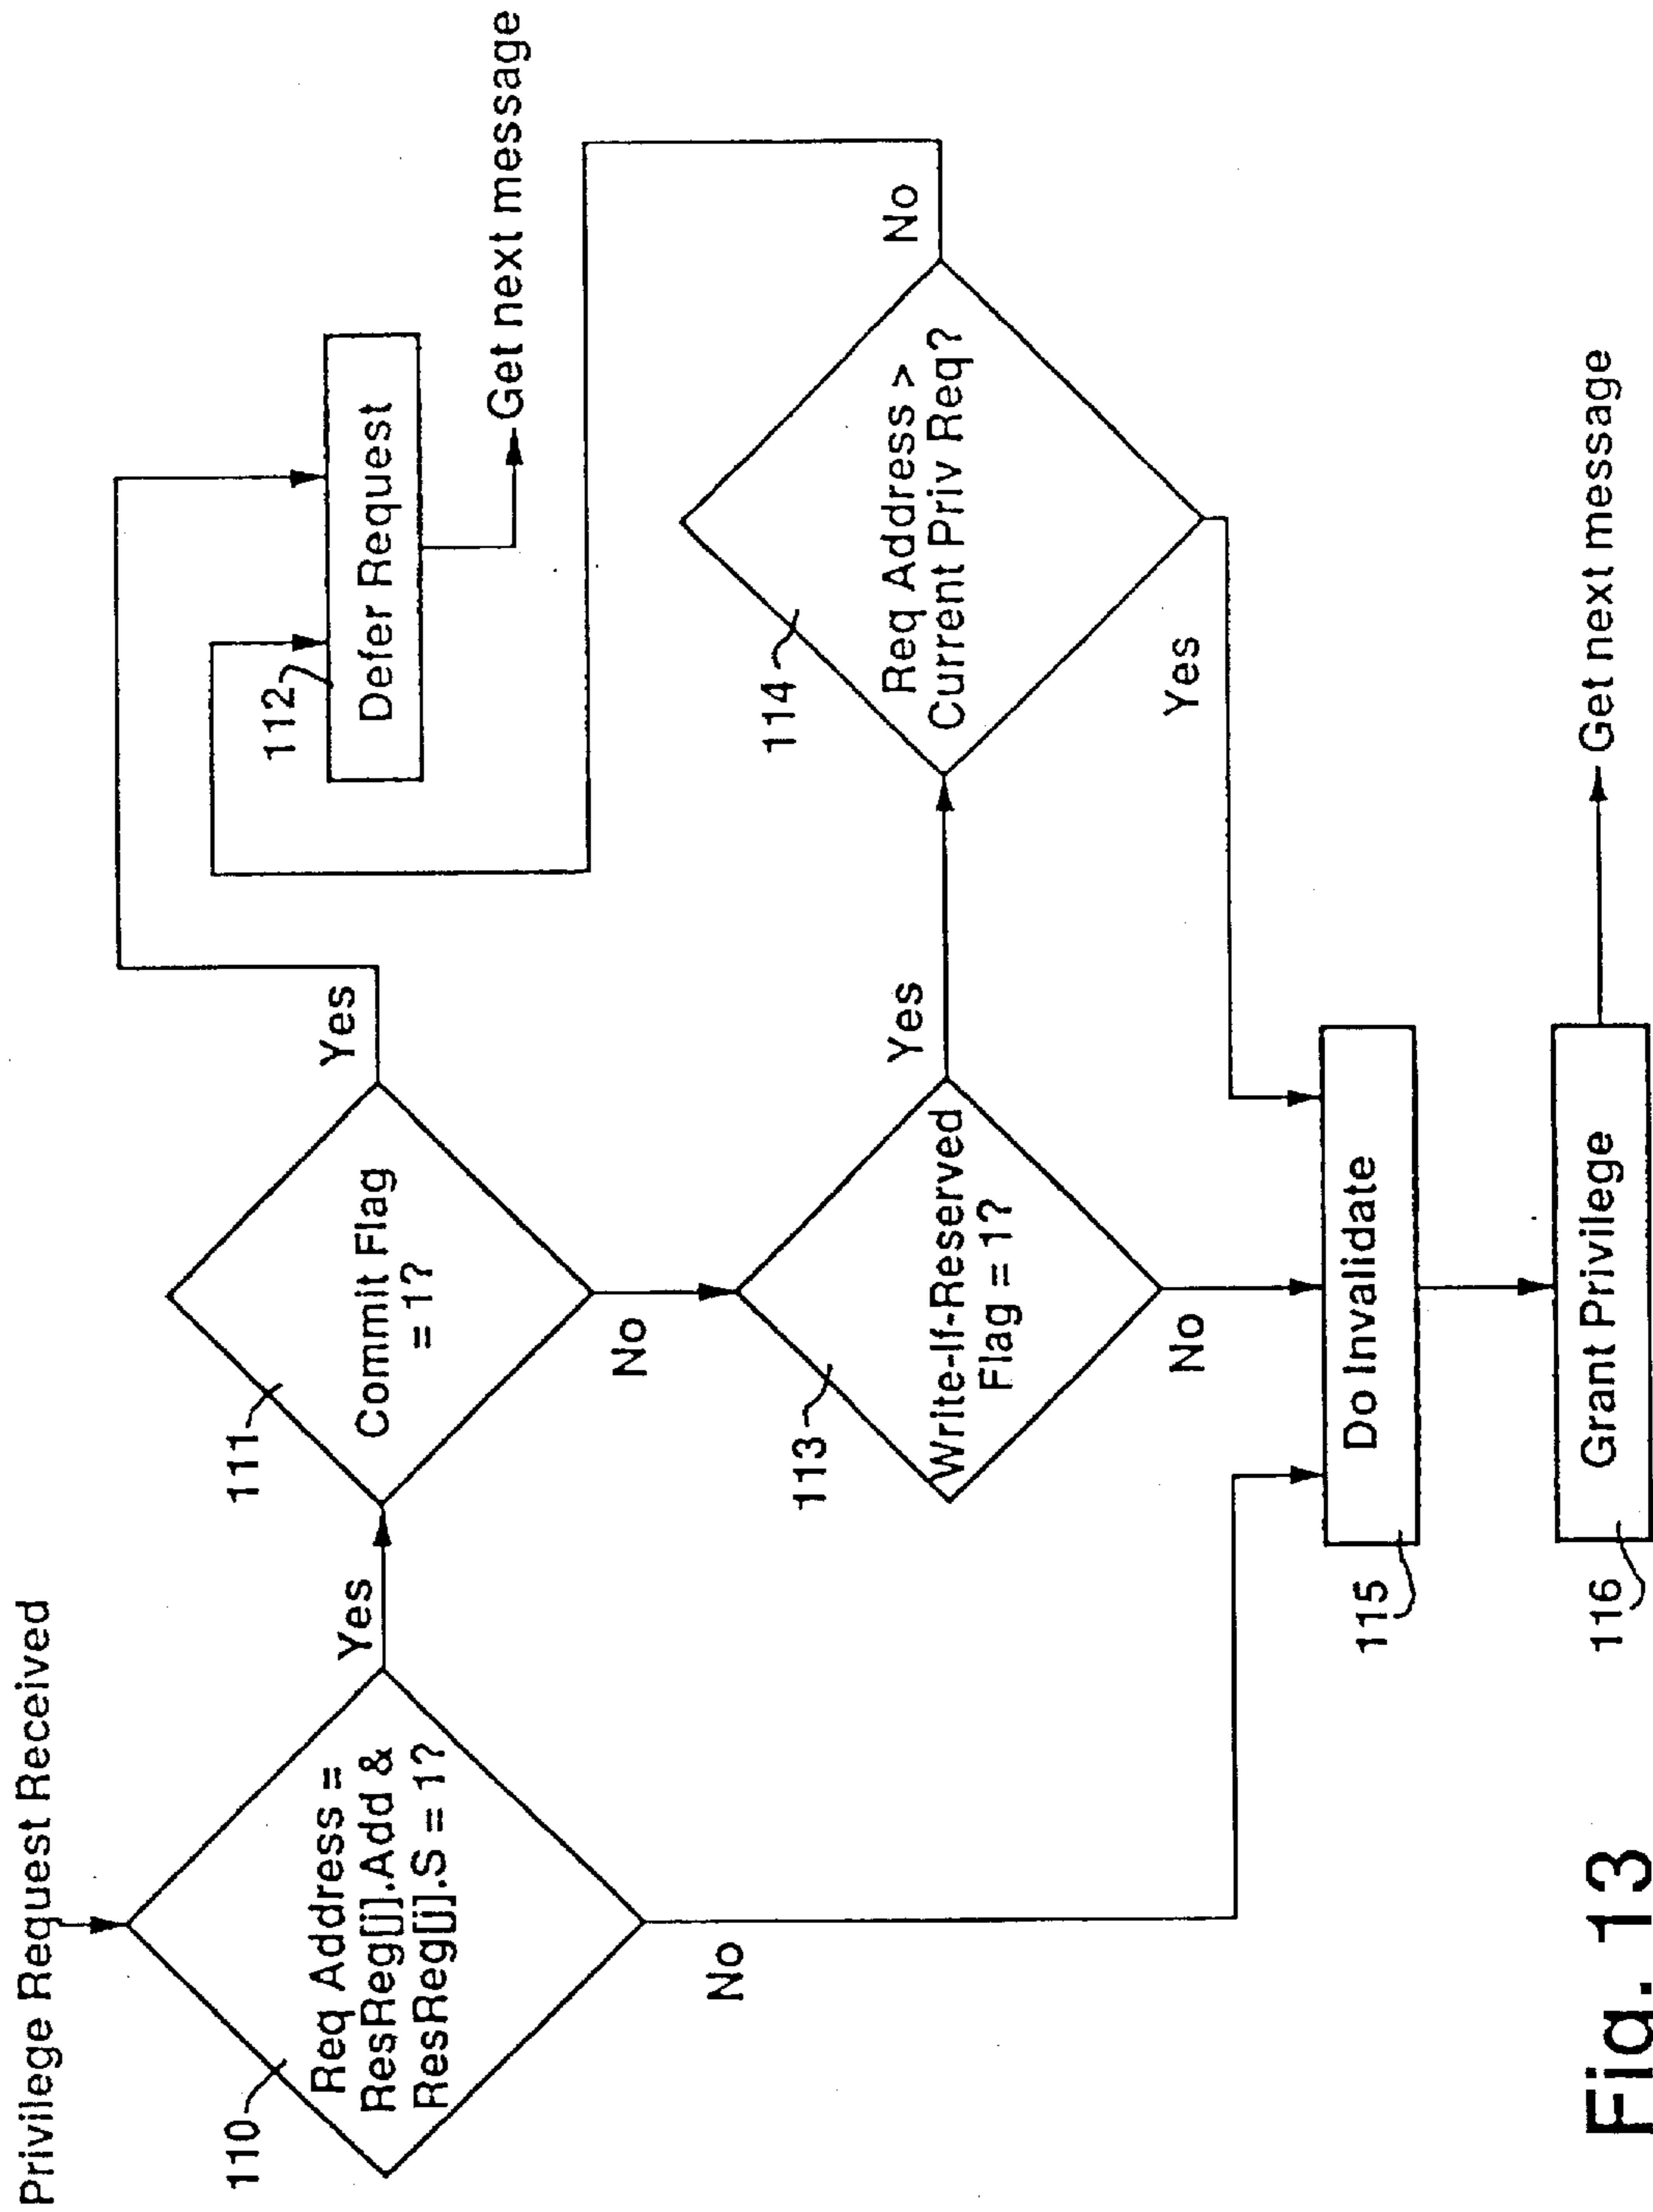 Privilege Request Received
110
Req Address =
ResReg[j].Add &
ResReg[j].S = 1?
Yes
No
111
Commit Flag
= 1?
Yes
No
112
Defer Request
Get next message
113
Write-If-Reserved
Flag = 1?
Yes
No
114
Req Address >
Current Priv Req?
No
Yes
115
Do Invalidate
116
Grant Privilege
Get next message
Fig. 13